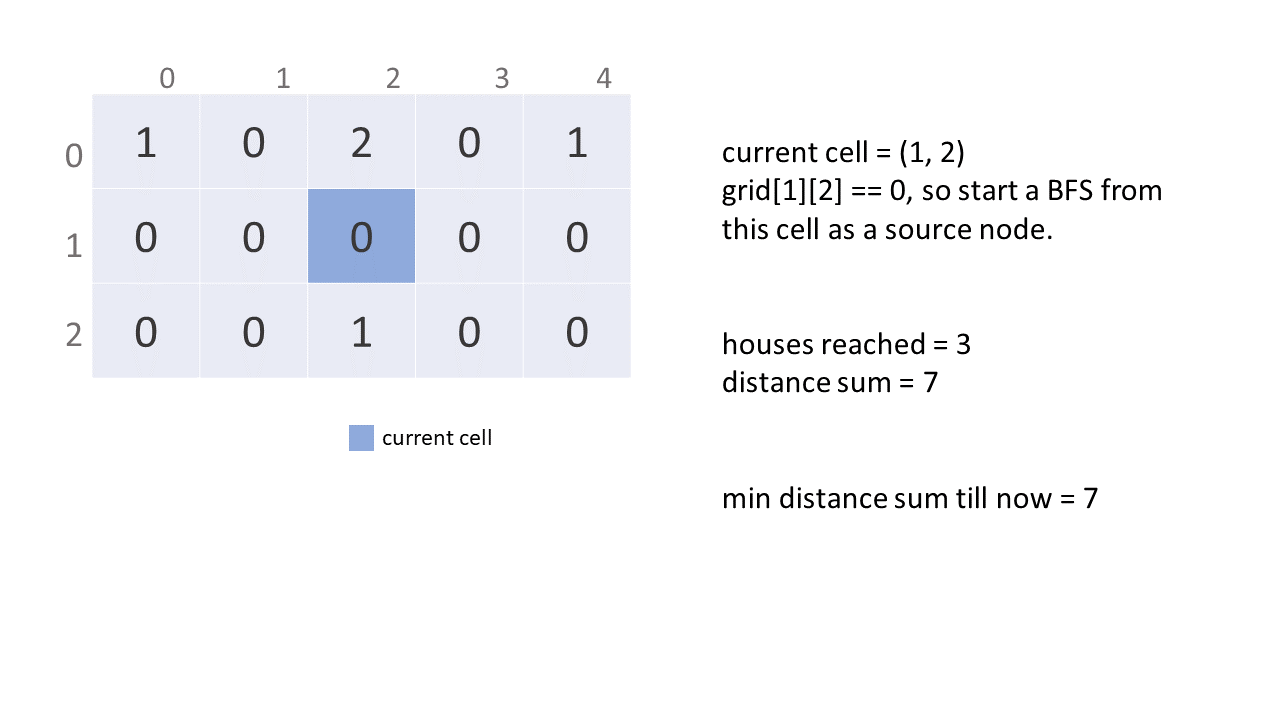 0 1 2 3 4
0 1 0 2 0 1
1 0 0 0 0 0
2 0 0 1 0 0
current cell
current cell = (1, 2)
grid[1][2] == 0, so start a BFS from
this cell as a source node.
houses reached = 3
distance sum = 7
min distance sum till now = 7